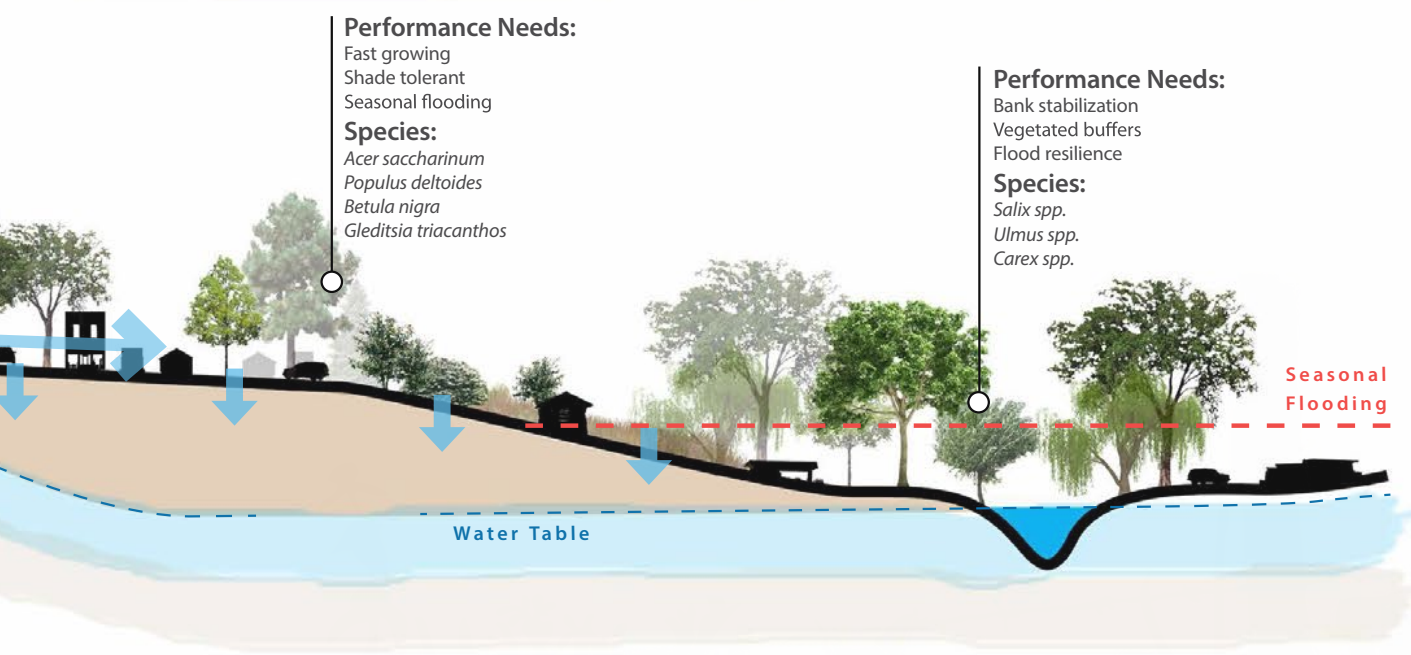 Performance Needs:
Fast growing
Shade tolerant
Seasonal flooding
Species:
Acer saccharinum
Populus deltoides
Betula nigra
Gleditsia triacanthos
Performance Needs:
Bank stabilization
Vegetated buffers
Flood resilience
Species:
Salix spp.
Ulmus spp.
Carex spp.
Seasonal
Flooding
Water Table